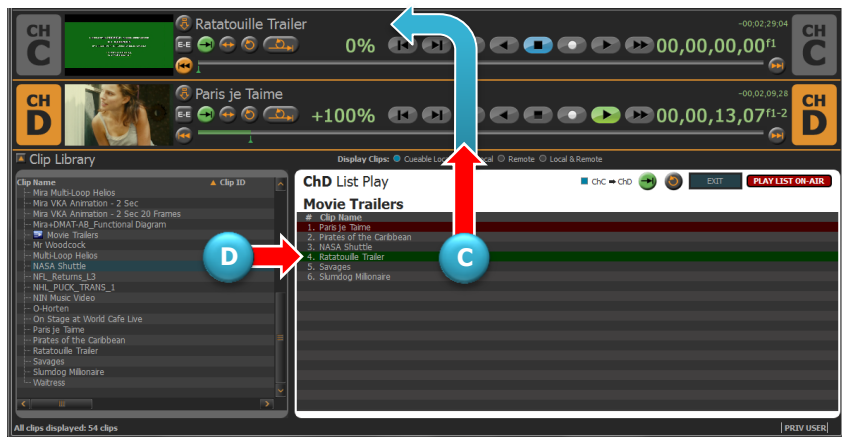 CH
C
Ratatouille Trailer
-00;02;29;04
CH
C
E-E
0%
00,00,00,00f1
CH
D
Paris je Taime
-00,02,09,28
CH
D
E-E
+100%
00,00,13,07f1-2
Clip Library
Display Clips:
Cueable Loc
cal
Remote
Local & Remote
Clip Name
Clip ID
Mira Multi-Loop Helios
Mira VKA Animation - 2 Sec
Mira VKA Animation - 2 Sec 20 Frames
Mira+DMAT-AB_Functional Diagram
Movie Trailers
Mr Woodcock
Multi-Loop Helios
NASA Shuttle
NFL_Returns_L3
NHL_PUCK_TRANS_1
NIN Music Video
O-Horten
On Stage at World Cafe Live
Paris je Taime
Pirates of the Caribbean
Ratatouille Trailer
Savages
Slumdog Millionaire
Waitress
ChD List Play
ChC
ChD
EXIT
PLAY LIST ON-AIR
Movie Trailers
# Clip Name
1. Paris je Taime
2. Pirates of the Caribbean
3. NASA Shuttle
4. Ratatouille Trailer
5. Savages
6. Slumdog Millionaire
D
C
All clips displayed: 54 clips
PRIV USER